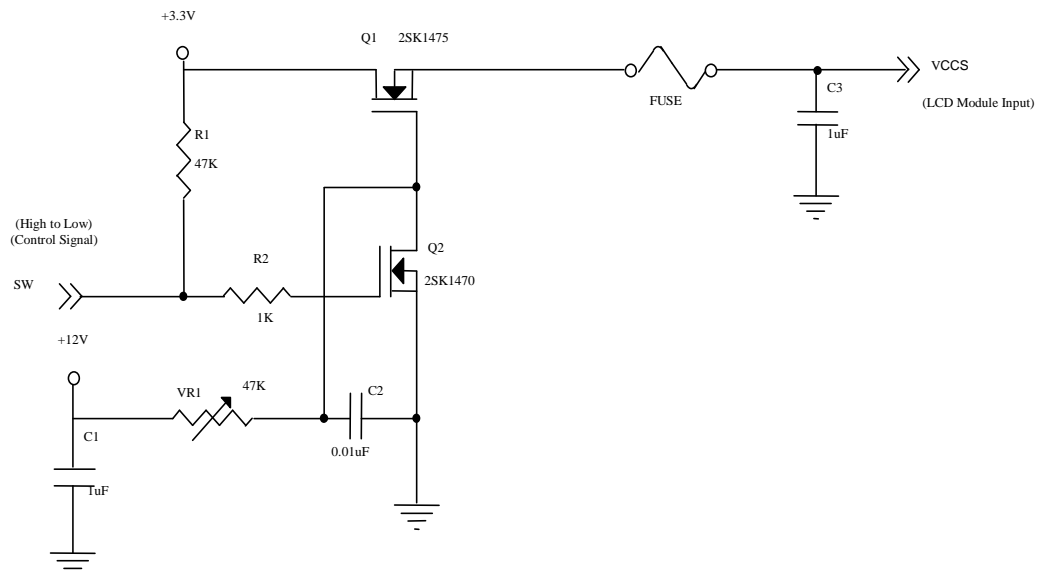 +3.3V
Q1
2SK1475
VCCS
FUSE
C3
(LCD Module Input)
1uF
R1
47K
(High to Low)
(Control Signal)
Q2
R2
2SK1470
SW
1K
+12V
VR1
47K
C2
C1
0.01uF
1uF